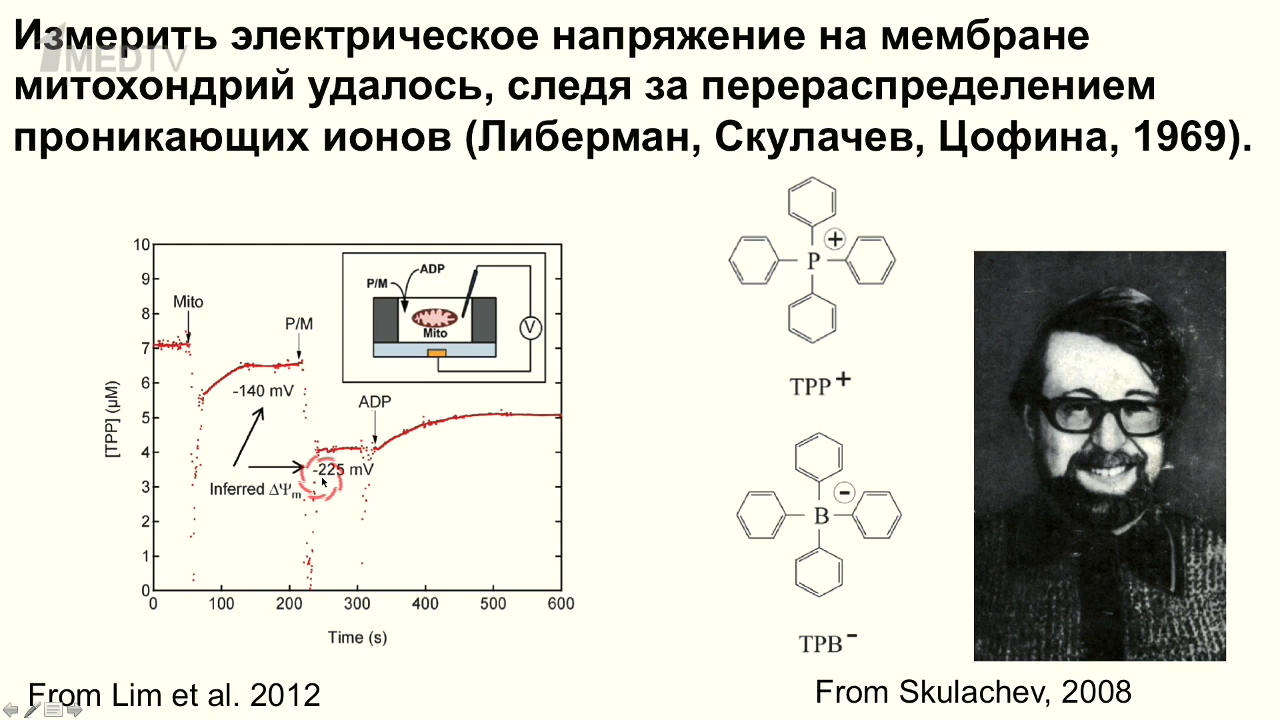 Измерить электрическое напряжение на мембране
митохондрий удалось, следя за перераспределением
проникающих ионов (Либерман, Скулачев, Цофина, 1969).
1MEDTV
10
9
8
7
6
5
4
3
2
1
0
[TPP] (µM)
Mito
P/M
-140 mV
ADP
-225 mV
Inferred ΔΨm
P/M
ADP
Mito
V
0 100 200 300 400 500 600
Time (s)
P
+
TPP+
B
-
TPB-
From Lim et al. 2012
From Skulachev, 2008